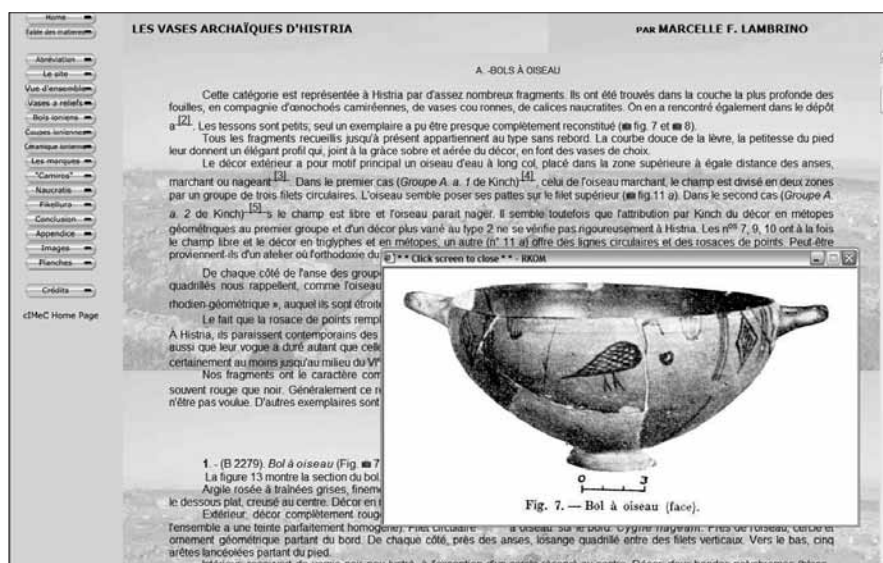 Home
Table des matieres
Abréviation
Le site
Vue d'ensemble
Vases a reliefs
Bols ioniens
Coupes ioniennes
Céramique ionienne
Les marques
"Camiros"
Naucratis
Fikellura
Conclusion
Appendice
Images
Planches
Crédits
cIMeC Home Page
LES VASES ARCHAÏQUES D'HISTRIA
PAR MARCELLE F. LAMBRINO
A. -BOLS À OISEAU
Cette catégorie est représentée à Histria par d'assez nombreux fragments. Ils ont été trouvés dans la couche la plus profonde des
fouilles, en compagnie d'œnochoés camiréennes, de vases cou ronnes, de calices naucratites. On en a rencontré également dans le dépôt
a [2]. Les tessons sont petits; seul un exemplaire a pu être presque complètement reconstitué (fig. 7 et 8).
Tous les fragments recueillis jusqu'à présent appartiennent au type sans rebord. La courbe douce de la lèvre, la petitesse du pied
leur donnent un élégant profil qui, joint à la grâce sobre et aérée du décor, en font des vases de choix.
Le décor extérieur a pour motif principal un oiseau d'eau à long col, placé dans la zone supérieure à égale distance des anses,
marchant ou nageant [3]. Dans le premier cas (Groupe A. a. 1 de Kinch) [4], celui de l'oiseau marchant, le champ est divisé en deux zones
par un groupe de trois filets circulaires. L'oiseau semble poser ses pattes sur le filet supérieur (fig.11 a). Dans le second cas (Groupe A.
a. 2 de Kinch) [5] s le champ est libre et l'oiseau parait nager. Il semble toutefois que l'attribution par Kinch du décor en métopes
géométriques au premier groupe et d'un décor plus varié au type 2 ne se vérifie pas rigoureusement à Histria. Les nos 7, 9, 10 ont à la fois
le champ libre et le décor en triglyphes et en métopes, un autre (n° 11 a) offre des lignes circulaires et des rosaces de points. Peut-être
proviennent-ils d'un atelier où l'orthodoxie du
De chaque côté de l'anse des group
quadrillés nous rappellent, comme l'oiseau
rhodien-géométrique », auquel ils sont étroite
Le fait que la rosace de points rempl
À Histria, ils paraissent contemporains des
aussi que leur vogue a duré autant que celle
certainement au moins jusqu'au milieu du VIe
Nos fragments ont le caractère com
souvent rouge que noir. Généralement ce r
n'être pas voulue. D'autres exemplaires sont
* * Click screen to close * * - RKOM
0 3
Fig. 7. — Bol à oiseau (face).
1. - (B 2279). Bol à oiseau (Fig. 7
La figure 13 montre la section du bol.
Argile rosée à traînées grises, finem
le dessous plat, creusé au centre. Décor en
Extérieur, décor complètement roug
l'ensemble a une teinte parfaitement homogène). Filet circulaire à oiseau. sur le bord. Cygne nageant. Près de l'oiseau, cercle et
ornement géométrique partant du bord. De chaque côté, près des anses, losange quadrillé entre des filets verticaux. Vers le bas, cinq
arêtes lancéolées partant du pied.